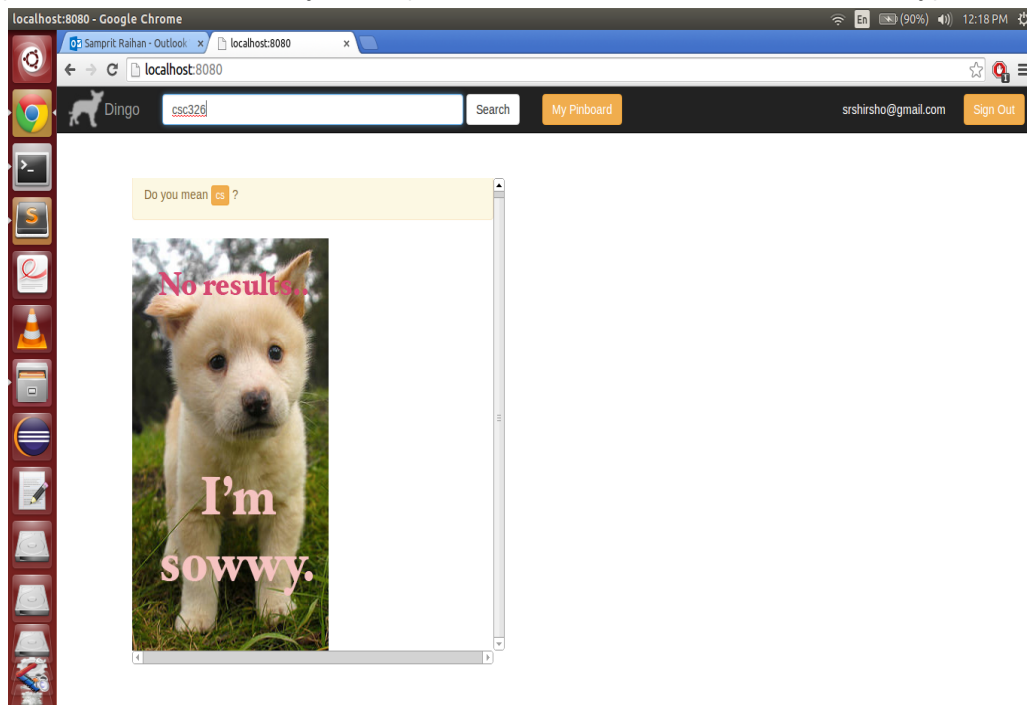 localhost:8080 - Google Chrome En (90%) 12:18 PM
Samprit Raihan - Outlook localhost:8080
localhost:8080
Dingo csc326 Search My Pinboard srshirsho@gmail.com Sign Out
Do you mean cs ?
No results..
I'm
sowwy.